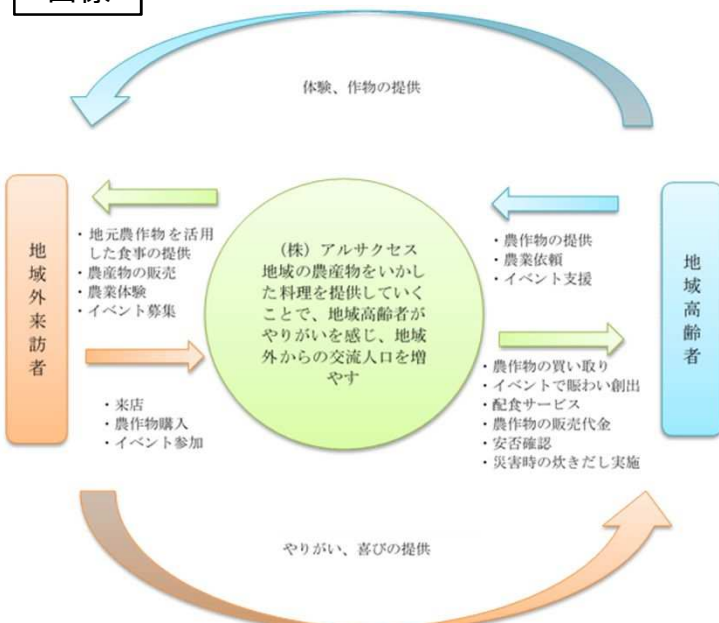 体験、作物の提供
地域外来訪者
・地元農作物を活用
した食事の提供
・農産物の販売
・農業体験
・イベント募集
・来店
・農作物購入
・イベント参加
(株)アルサクセス
地域の農産物をいかし
た料理を提供していく
ことで、地域高齢者が
やりがいを感じ、地域
外からの交流人口を増
やす
・農作物の提供
・農業依頼
・イベント支援
・農作物の買い取り
・イベントで賑わい創出
・配食サービス
・農作物の販売代金
・安否確認
・災害時の炊きだし実施
地域高齢者
やりがい、喜びの提供